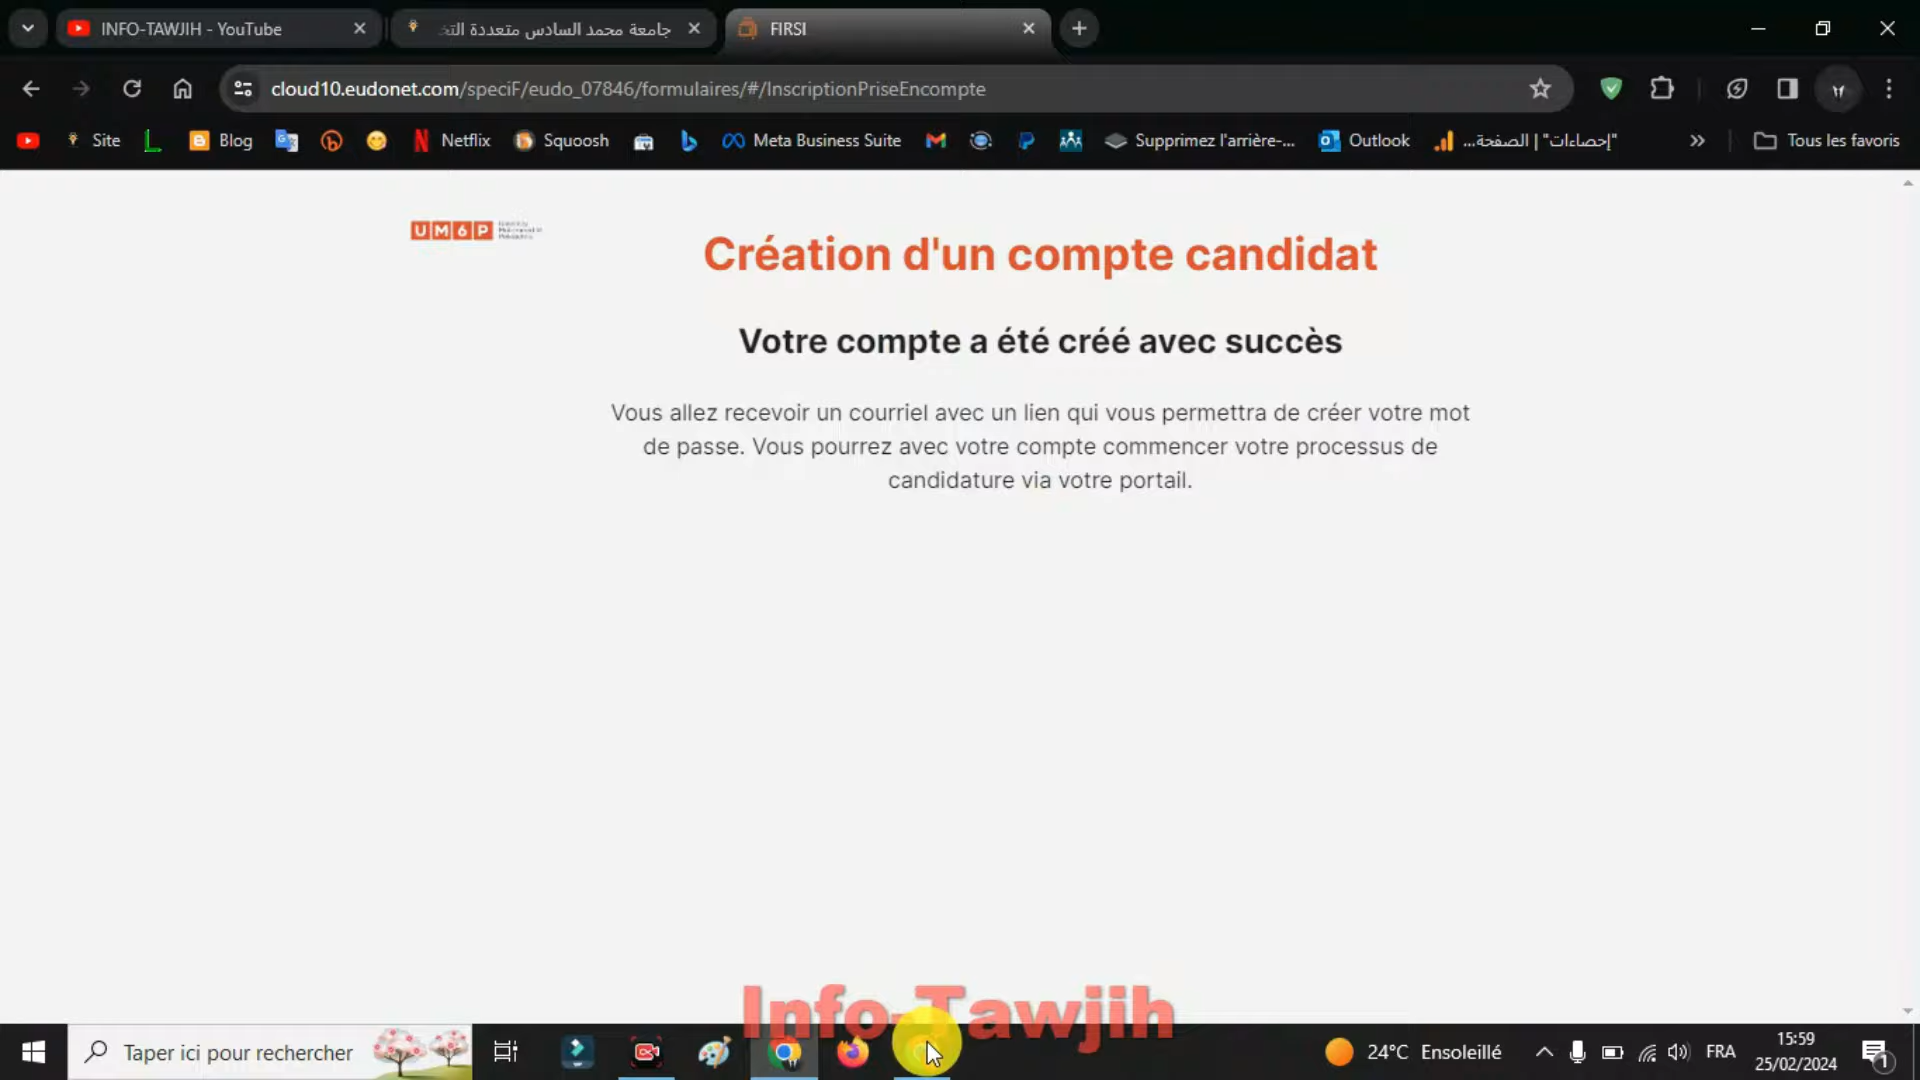 INFO-TAWJIH - YouTube
جامعة محمد السادس متعددة التخ
FIRSI
cloud10.eudonet.com/speciF/eudo_07846/formulaires/#/InscriptionPriseEncompte
Site
Blog
Netflix
Squoosh
Meta Business Suite
Supprimez l'arrière-...
Outlook
"إحصاءات" | الصفحة...
Tous les favoris
UM6P
Création d'un compte candidat
Votre compte a été créé avec succès
Vous allez recevoir un courriel avec un lien qui vous permettra de créer votre mot
de passe. Vous pourrez avec votre compte commencer votre processus de
candidature via votre portail.
Info-Tawjih
Taper ici pour rechercher
24°C Ensoleillé
FRA
15:59
25/02/2024
1